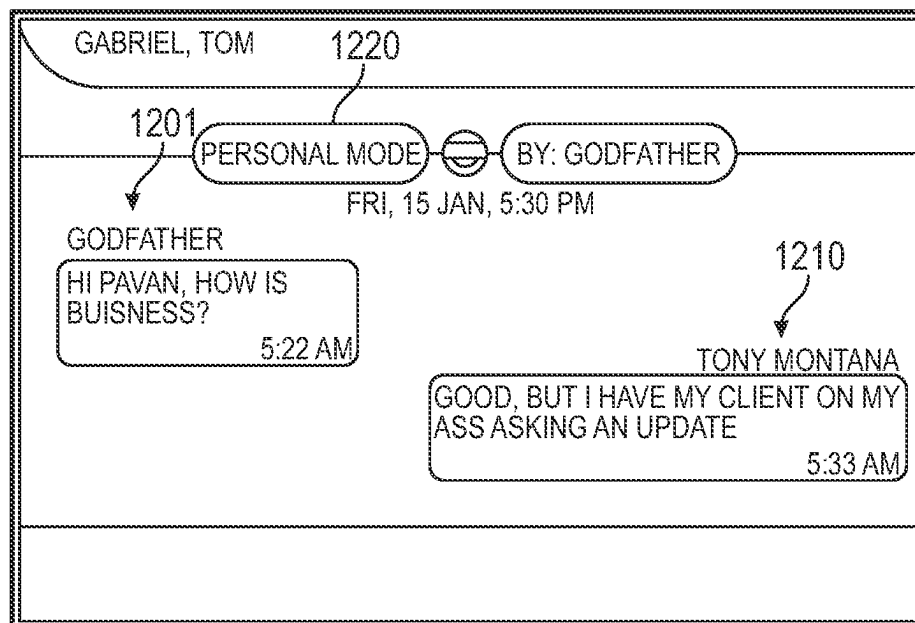 GABRIEL, TOM
1220
1201
PERSONAL MODE
BY: GODFATHER
FRI, 15 JAN, 5:30 PM
GODFATHER
HI PAVAN, HOW IS
BUISNESS?
5:22 AM
1210
TONY MONTANA
GOOD, BUT I HAVE MY CLIENT ON MY
ASS ASKING AN UPDATE
5:33 AM